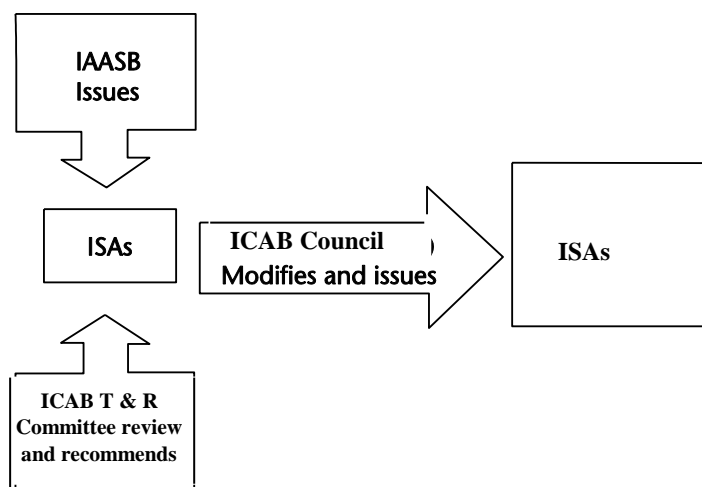 IAASB
Issues
ISAs
ICAB Council )
Modifies and issues
ISAs
ICAB T & R
Committee review
and recommends